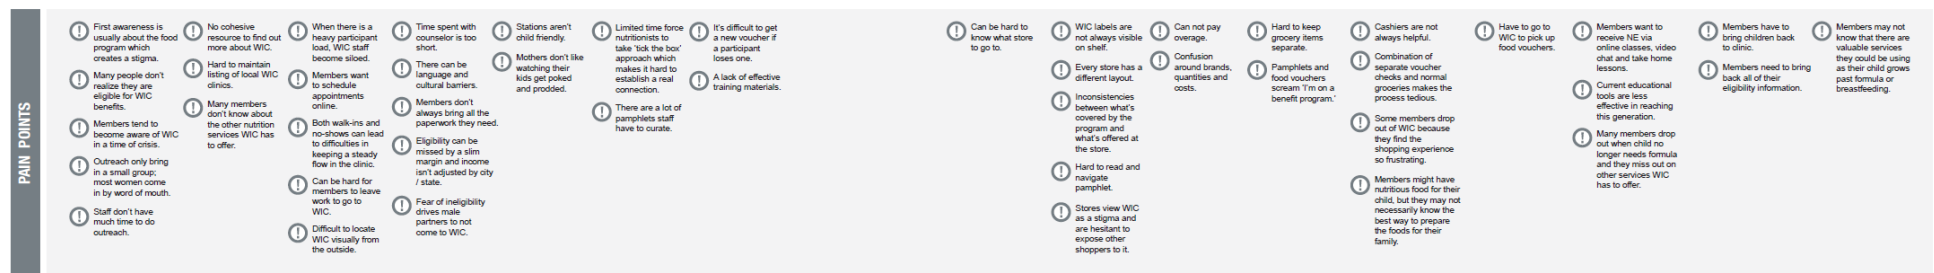 PAIN POINTS
First awareness is
usually about the food
program which
creates a stigma.
Many people don't
realize they are
eligible for WIC
benefits.
Members tend to
become aware of WIC
in a time of crisis.
Outreach only bring
in a small group;
most women come
in by word of mouth.
Staff don't have
much time to do
outreach.
No cohesive
resource to find out
more about WIC.
Hard to maintain
listing of local WIC
clinics.
Many members
don't know about
the other nutrition
services WIC has
to offer.
When there is a
heavy participant
load, WIC staff
become siloed.
Members want
to schedule
appointments
online.
Both walk-ins and
no-shows can lead
to difficulties in
keeping a steady
flow in the clinic.
Can be hard for
members to leave
work to go to
WIC.
Difficult to locate
WIC visually from
the outside.
Time spent with
counselor is too
short.
There can be
language and
cultural barriers.
Members don't
always bring all the
paperwork they need.
Eligibility can be
missed by a slim
margin and income
isn't adjusted by city
/ state.
Fear of ineligibility
drives male
partners to not
come to WIC.
Stations aren't
child friendly.
Mothers don't like
watching their
kids get poked
and prodded.
Limited time force
nutritionists to
take 'tick the box'
approach which
makes it hard to
establish a real
connection.
There are a lot of
pamphlets staff
have to curate.
It's difficult to get
a new voucher if
a participant
loses one.
A lack of effective
training materials.
Can be hard to
know what store
to go to.
WIC labels are
not always visible
on shelf.
Every store has a
different layout.
Inconsistencies
between what's
covered by the
program and
what's offered at
the store.
Hard to read and
navigate
pamphlet.
Stores view WIC
as a stigma and
are hesitant to
expose other
shoppers to it.
Can not pay
overage.
Confusion
around brands,
quantities and
costs.
Hard to keep
grocery items
separate.
Pamphlets and
food vouchers
scream 'I'm on a
benefit program.'
Cashiers are not
always helpful.
Combination of
separate voucher
checks and normal
groceries makes the
process tedious.
Some members drop
out of WIC because
they find the
shopping experience
so frustrating.
Members might have
nutritious food for their
child, but they may not
necessarily know the
best way to prepare
the foods for their
family.
Have to go to
WIC to pick up
food vouchers.
Members want to
receive NE via
online classes, video
chat and take home
lessons.
Current educational
tools are less
effective in reaching
this generation.
Many members drop
out when child no
longer needs formula
and they miss out on
other services WIC
has to offer.
Members have to
bring children back
to clinic.
Members need to bring
back all of their
eligibility information.
Members may not
know that there are
valuable services
they could be using
as their child grows
past formula or
breastfeeding.